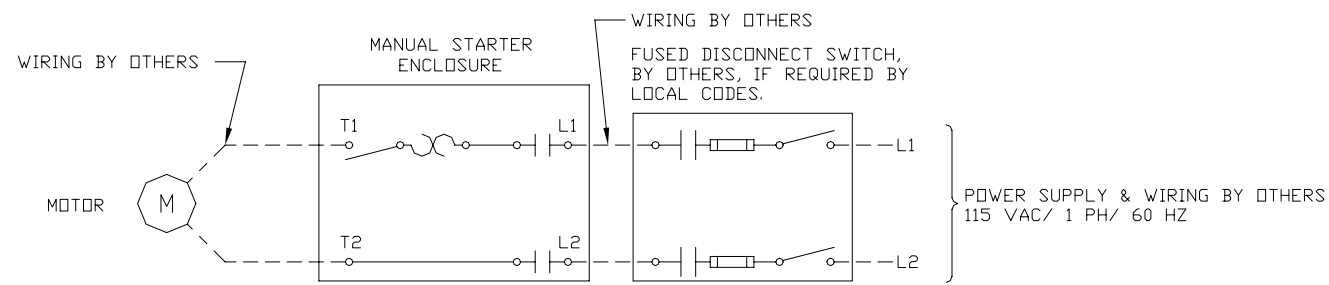 WIRING BY OTHERS
MANUAL STARTER
ENCLOSURE
WIRING BY OTHERS
FUSED DISCONNECT SWITCH,
BY OTHERS, IF REQUIRED BY
LOCAL CODES.
T1
L1
L1
MOTOR
M
POWER SUPPLY & WIRING BY OTHERS
115 VAC/ 1 PH/ 60 HZ
T2
L2
L2